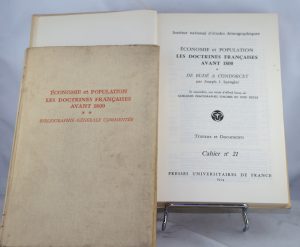 ÉCONOMIE et POPULATION
LES DOCTRINES FRANÇAISES
AVANT 1800
* *
BIBLIOGRAPHIE GÉNÉRALE COMMENTÉE
Institut national d'études démographiques
ÉCONOMIE et POPULATION
LES DOCTRINES FRANÇAISES
AVANT 1800
*
DE BUDÉ A CONDORCET
par Joseph J. Spengler
Travaux et Documents
Cahier n° 21
PRESSES UNIVERSITAIRES DE FRANCE
1954